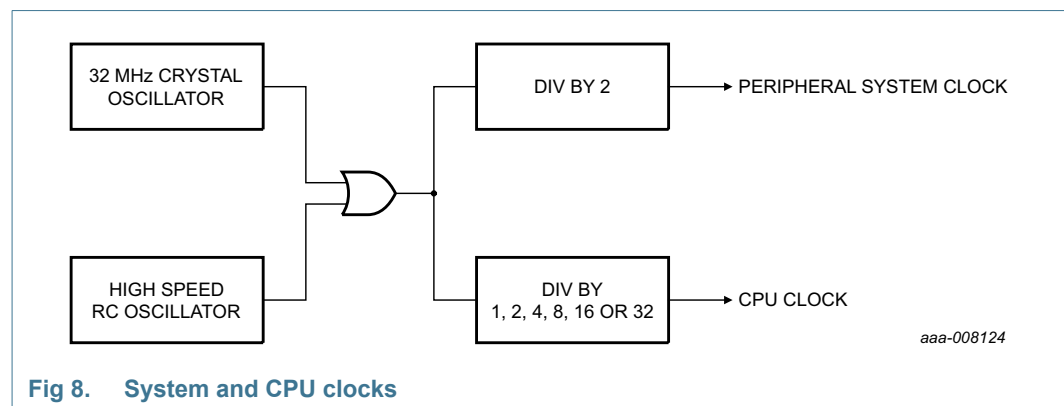 32 MHz CRYSTAL
OSCILLATOR
DIV BY 2
PERIPHERAL SYSTEM CLOCK
HIGH SPEED
RC OSCILLATOR
DIV BY
1, 2, 4, 8, 16 OR 32
CPU CLOCK
aaa-008124
Fig 8. System and CPU clocks